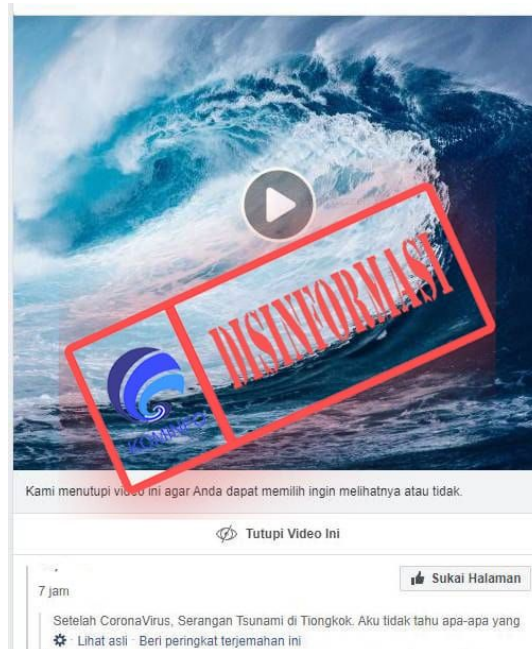 DISINFORMASI
KOMINFO
Kami menutupi video ini agar Anda dapat memilih ingin melihatnya atau tidak.
Tutupi Video Ini
7 jam
Sukai Halaman
Setelah CoronaVirus, Serangan Tsunami di Tiongkok. Aku tidak tahu apa-apa yang
· Lihat asli · Beri peringkat terjemahan ini